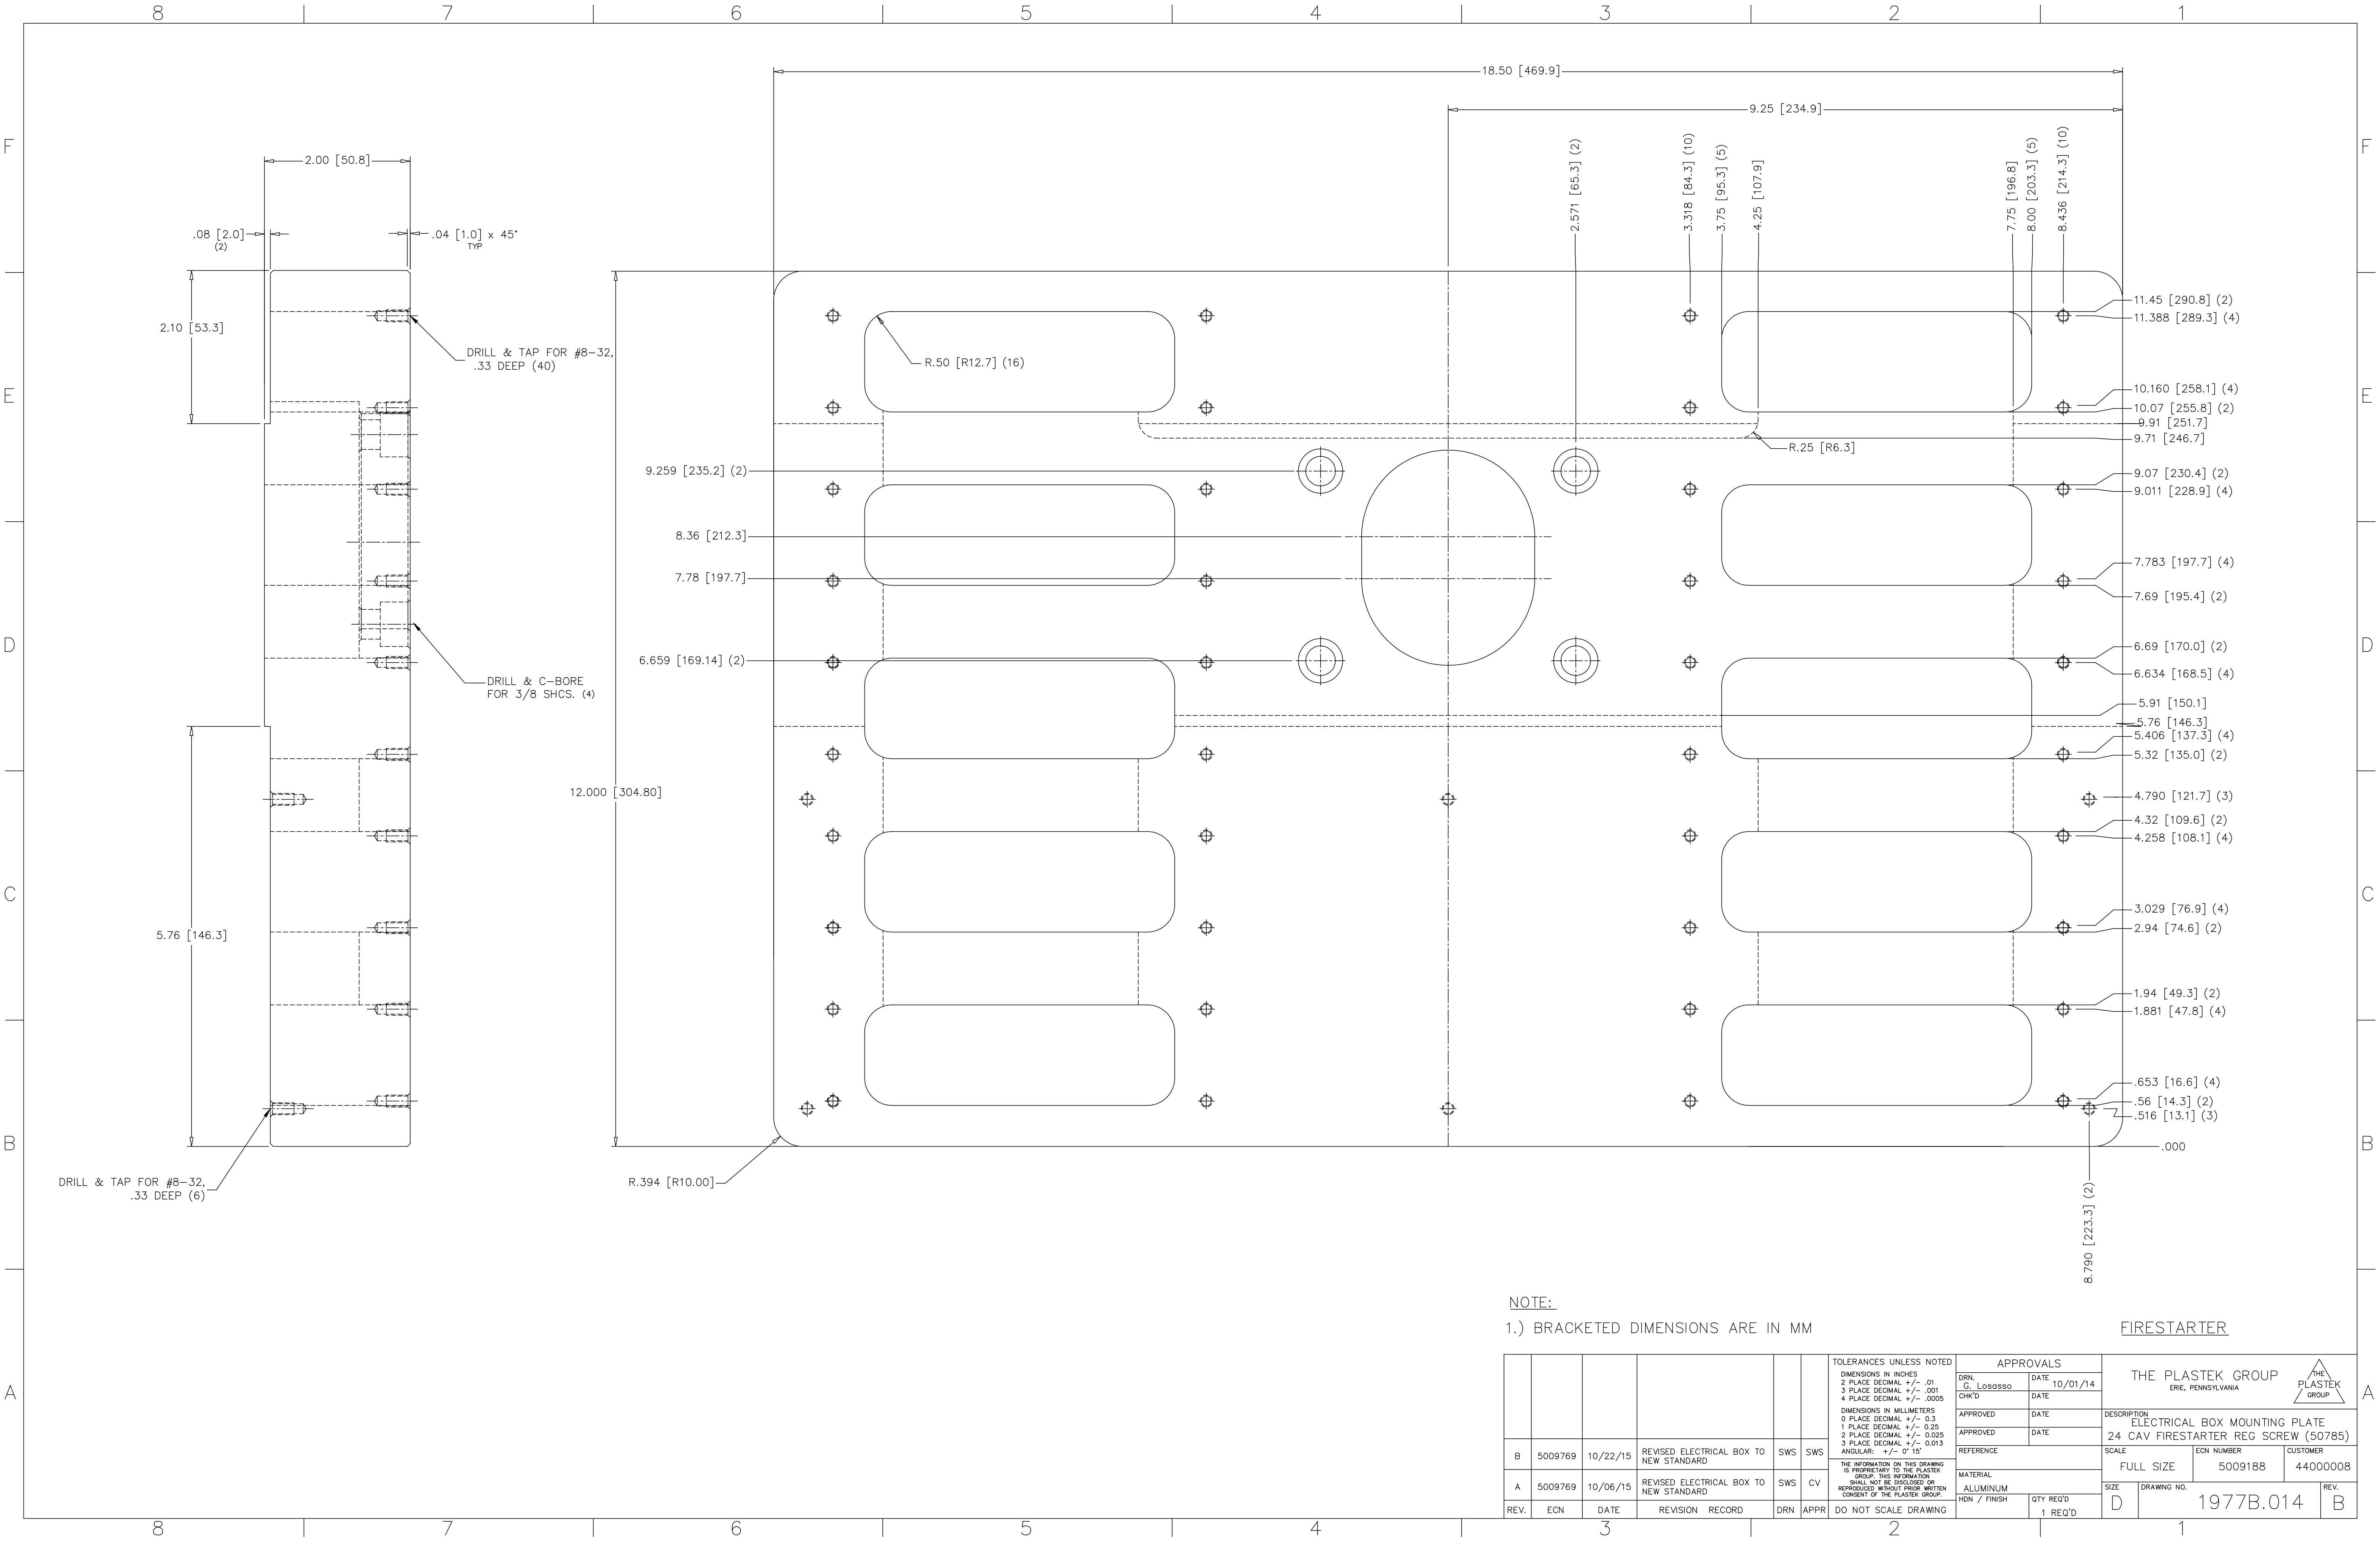 8 7 6 5 4 3 2 1
F
E
D
C
B
A
F
E
D
C
B
A
18.50 [469.9]
9.25 [234.9]
2.571 [65.3] (2)
3.318 [84.3] (10)
3.75 [95.3] (5)
4.25 [107.9]
7.75 [196.8]
8.00 [203.3] (5)
8.436 [214.3] (10)
2.00 [50.8]
.08 [2.0]
(2)
.04 [1.0] x 45°
TYP
2.10 [53.3]
DRILL & TAP FOR #8-32,
.33 DEEP (40)
DRILL & C-BORE
FOR 3/8 SHCS. (4)
5.76 [146.3]
DRILL & TAP FOR #8-32,
.33 DEEP (6)
R.50 [R12.7] (16)
R.25 [R6.3]
9.259 [235.2] (2)
8.36 [212.3]
7.78 [197.7]
6.659 [169.14] (2)
12.000 [304.80]
R.394 [R10.00]
11.45 [290.8] (2)
11.388 [289.3] (4)
10.160 [258.1] (4)
10.07 [255.8] (2)
9.91 [251.7]
9.71 [246.7]
9.07 [230.4] (2)
9.011 [228.9] (4)
7.783 [197.7] (4)
7.69 [195.4] (2)
6.69 [170.0] (2)
6.634 [168.5] (4)
5.91 [150.1]
5.76 [146.3]
5.406 [137.3] (4)
5.32 [135.0] (2)
4.790 [121.7] (3)
4.32 [109.6] (2)
4.258 [108.1] (4)
3.029 [76.9] (4)
2.94 [74.6] (2)
1.94 [49.3] (2)
1.881 [47.8] (4)
.653 [16.6] (4)
.56 [14.3] (2)
.516 [13.1] (3)
.000
8.790 [223.3] (2)
NOTE:
1.) BRACKETED DIMENSIONS ARE IN MM
FIRESTARTER
B 5009769 10/22/15 REVISED ELECTRICAL BOX TO NEW STANDARD SWS SWS
A 5009769 10/06/15 REVISED ELECTRICAL BOX TO NEW STANDARD SWS CV
REV. ECN DATE REVISION RECORD DRN APPR
TOLERANCES UNLESS NOTED
DIMENSIONS IN INCHES
2 PLACE DECIMAL +/- .01
3 PLACE DECIMAL +/- .001
4 PLACE DECIMAL +/- .0005
DIMENSIONS IN MILLIMETERS
0 PLACE DECIMAL +/- 0.3
1 PLACE DECIMAL +/- 0.25
2 PLACE DECIMAL +/- 0.025
3 PLACE DECIMAL +/- 0.013
ANGULAR: +/- 0° 15'
THE INFORMATION ON THIS DRAWING
IS PROPRIETARY TO THE PLASTEK
GROUP. THIS INFORMATION
SHALL NOT BE DISCLOSED OR
REPRODUCED WITHOUT PRIOR WRITTEN
CONSENT OF THE PLASTEK GROUP.
DO NOT SCALE DRAWING
APPROVALS
DRN. G. Losasso DATE 10/01/14
CHK'D DATE
APPROVED DATE
APPROVED DATE
REFERENCE
MATERIAL
ALUMINUM
HDN / FINISH
QTY REQ'D
1 REQ'D
THE PLASTEK GROUP
ERIE, PENNSYLVANIA
THE
PLASTEK
GROUP
DESCRIPTION
ELECTRICAL BOX MOUNTING PLATE
24 CAV FIRESTARTER REG SCREW (50785)
SCALE
FULL SIZE
ECN NUMBER
5009188
CUSTOMER
44000008
SIZE
D
DRAWING NO.
1977B.014
REV.
B
8 7 6 5 4 3 2 1